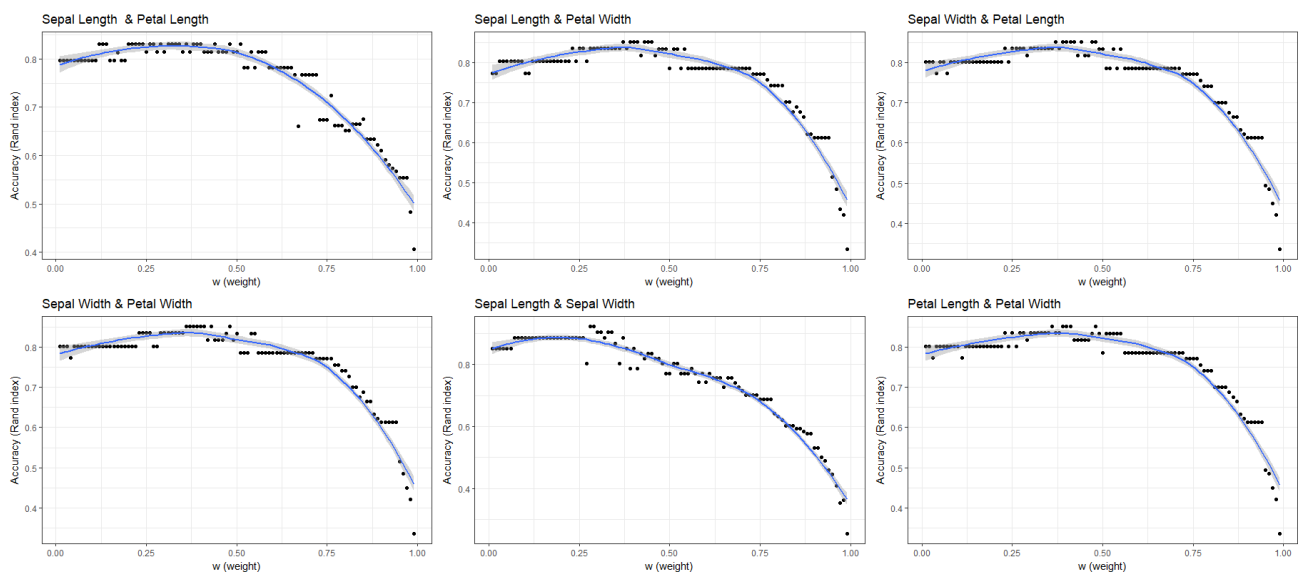 Sepal Length  & Petal Length
Accuracy (Rand index)
0.8
0.7
0.6
0.5
0.4
0.00 0.25 0.50 0.75 1.00
w (weight)
Sepal Length & Petal Width
Accuracy (Rand index)
0.8
0.7
0.6
0.5
0.4
0.00 0.25 0.50 0.75 1.00
w (weight)
Sepal Width & Petal Length
Accuracy (Rand index)
0.8
0.7
0.6
0.5
0.4
0.00 0.25 0.50 0.75 1.00
w (weight)
Sepal Width & Petal Width
Accuracy (Rand index)
0.8
0.7
0.6
0.5
0.4
0.00 0.25 0.50 0.75 1.00
w (weight)
Sepal Length & Sepal Width
Accuracy (Rand index)
0.8
0.6
0.4
0.00 0.25 0.50 0.75 1.00
w (weight)
Petal Length & Petal Width
Accuracy (Rand index)
0.8
0.7
0.6
0.5
0.4
0.00 0.25 0.50 0.75 1.00
w (weight)